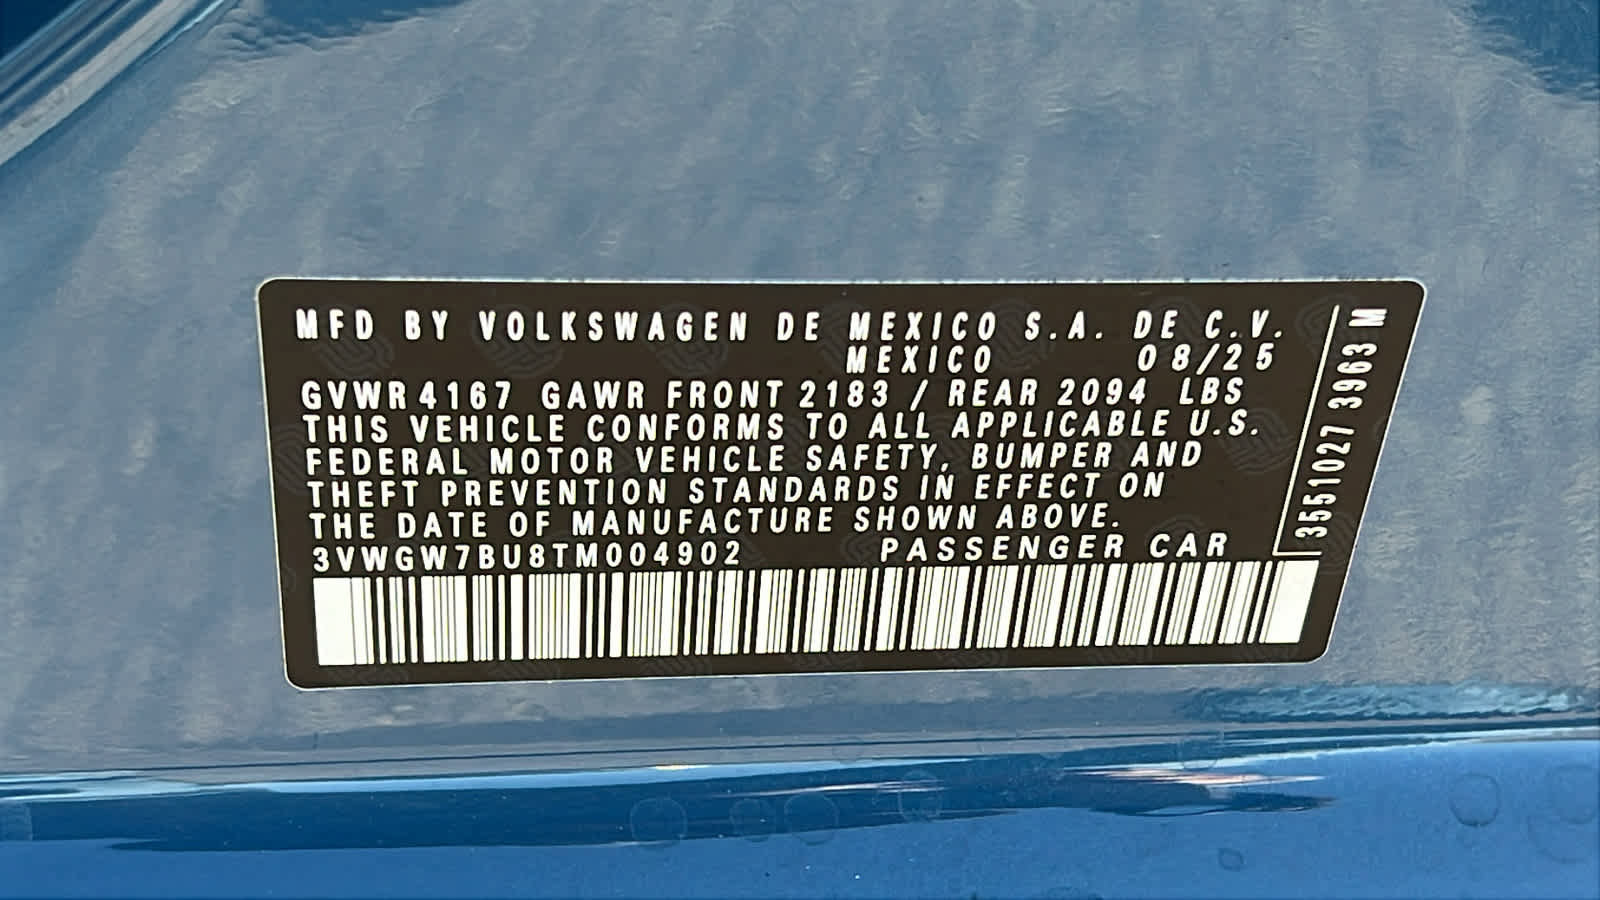 MFD BY VOLKSWAGEN DE MEXICO S.A. DE C.V.
MEXICO 08/25
GVWR 4167 GAWR FRONT 2183 / REAR 2094 LBS
THIS VEHICLE CONFORMS TO ALL APPLICABLE U.S.
FEDERAL MOTOR VEHICLE SAFETY, BUMPER AND
THEFT PREVENTION STANDARDS IN EFFECT ON
THE DATE OF MANUFACTURE SHOWN ABOVE.
3VWGW7BU8TM004902 PASSENGER CAR
3551027 3963 M